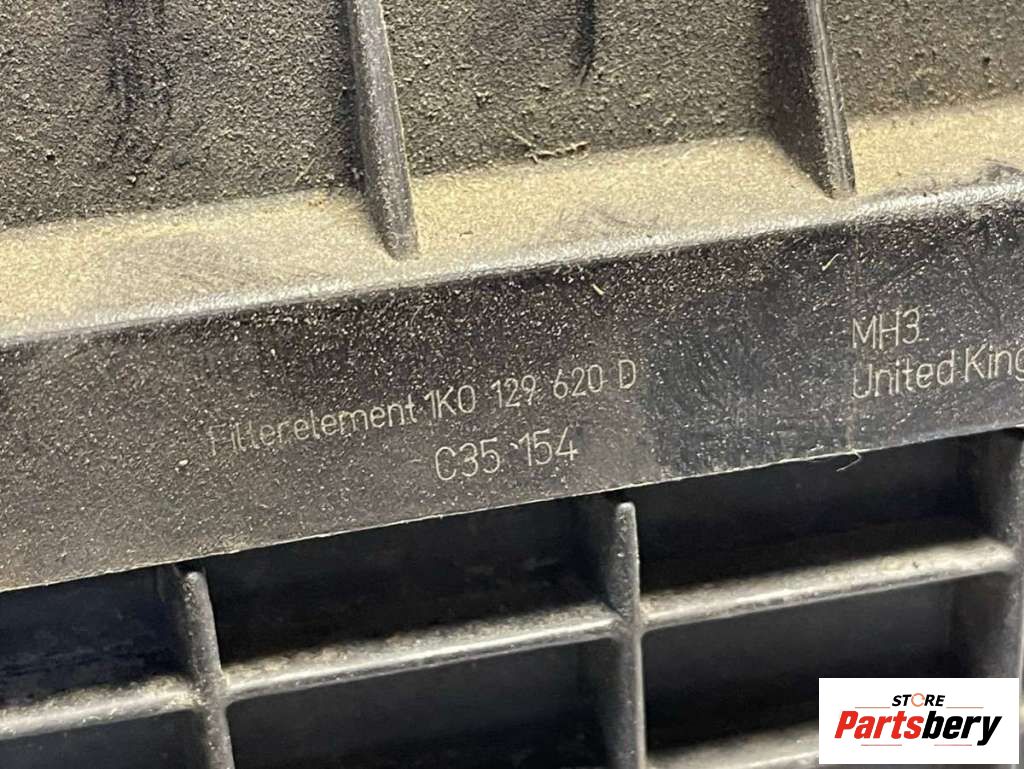 Filterelement 1K0 129 620 D
C35 154
MH3
United King
STORE
Partsbery